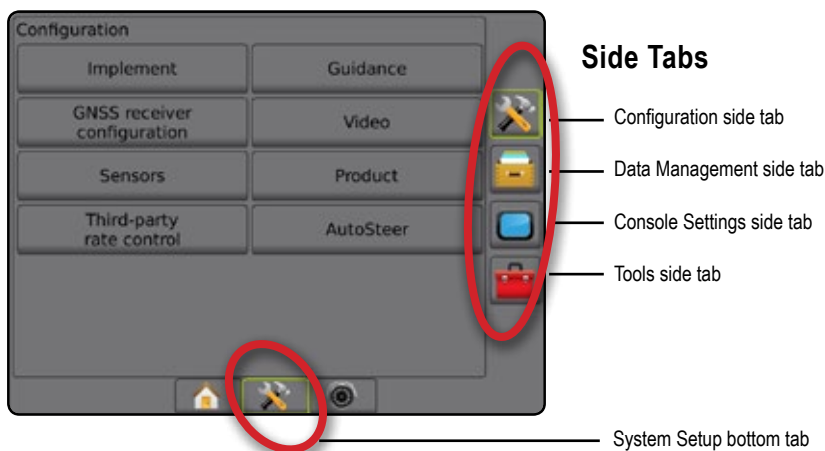 Configuration
Implement
Guidance
GNSS receiver
configuration
Video
Sensors
Product
Third-party
rate control
AutoSteer
Side Tabs
Configuration side tab
Data Management side tab
Console Settings side tab
Tools side tab
System Setup bottom tab